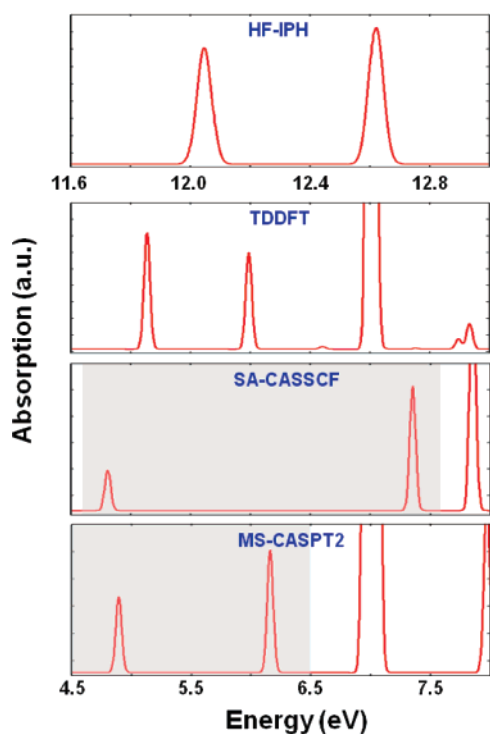 HF-IPH
11.6 12.0 12.4 12.8
TDDFT
Absorption (a.u.)
SA-CASSCF
MS-CASPT2
4.5 5.5 6.5 7.5
Energy (eV)